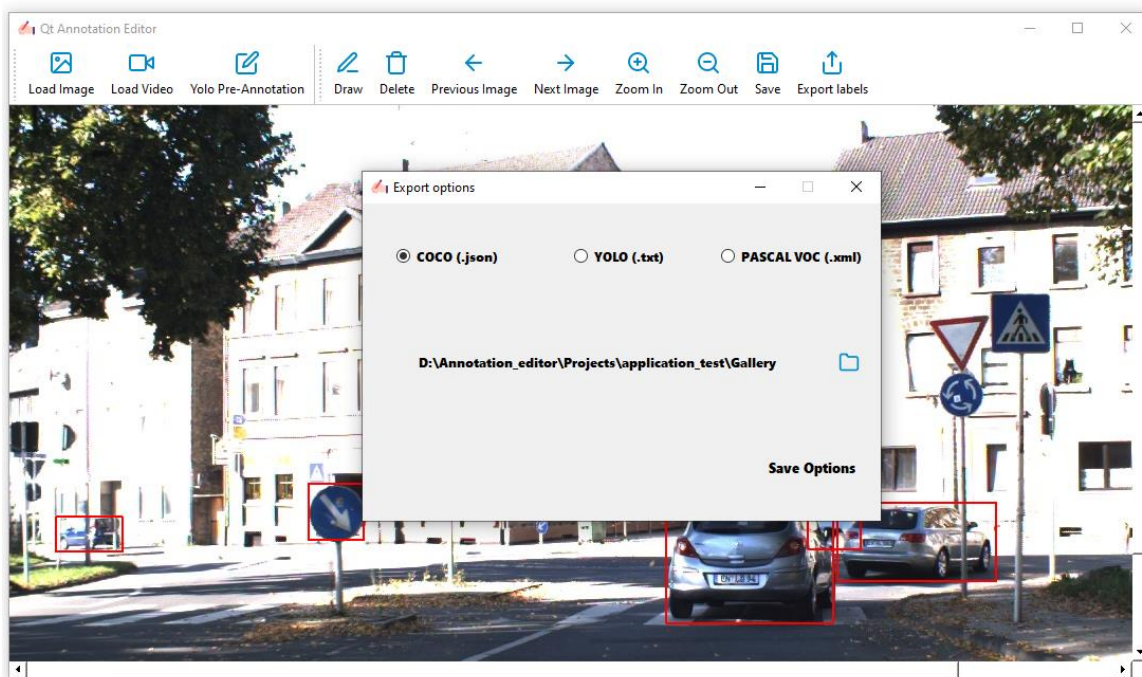 Qt Annotation Editor
Load Image Load Video Yolo Pre-Annotation Draw Delete Previous Image Next Image Zoom In Zoom Out Save Export labels
Export options
COCO (.json) YOLO (.txt) PASCAL VOC (.xml)
D:\Annotation_editor\Projects\application_test\Gallery
Save Options